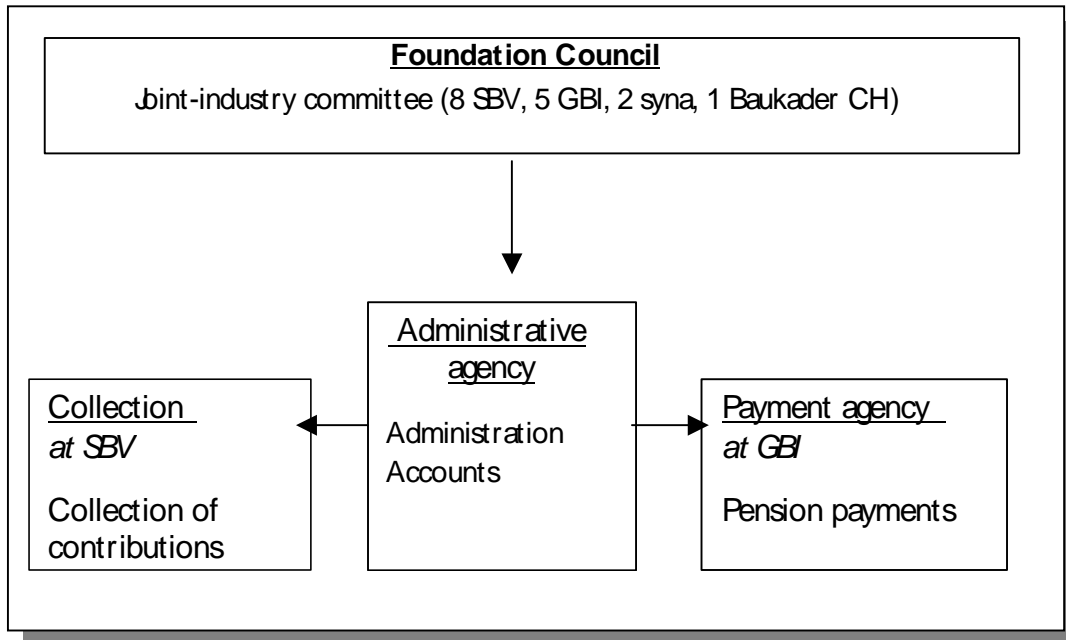 Foundation Council
Joint-industry committee (8 SBV, 5 GBI, 2 syna, 1 Baukader CH)
Administrative
agency
Administration
Accounts
Collection
at SBV
Collection of
contributions
Payment agency
at GBI
Pension payments